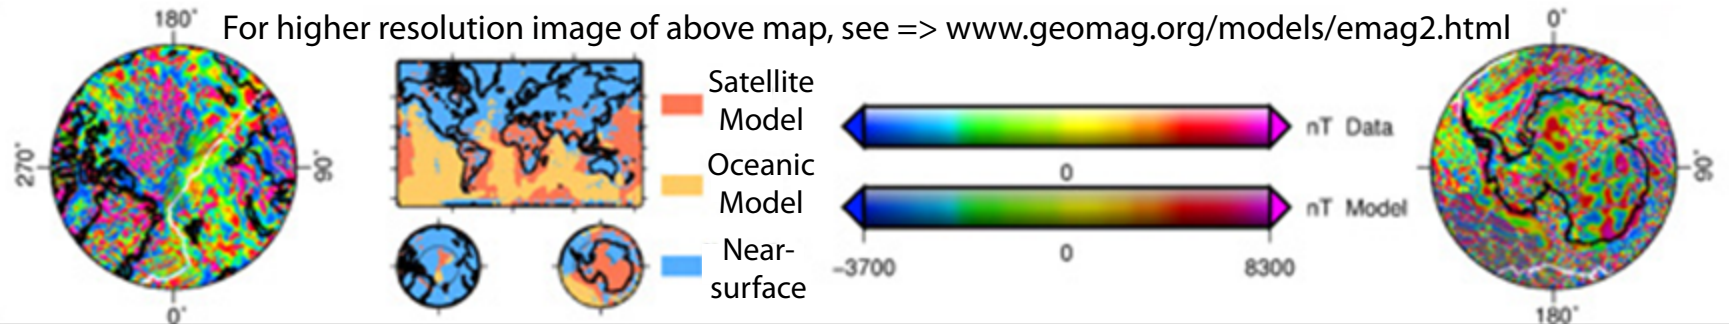 For higher resolution image of above map, see => www.geomag.org/models/emag2.html
180°
270°
90°
0°
Satellite
Model
Oceanic
Model
Near-
surface
nT Data
0
nT Model
-3700
0
8300
0°
90°
180°